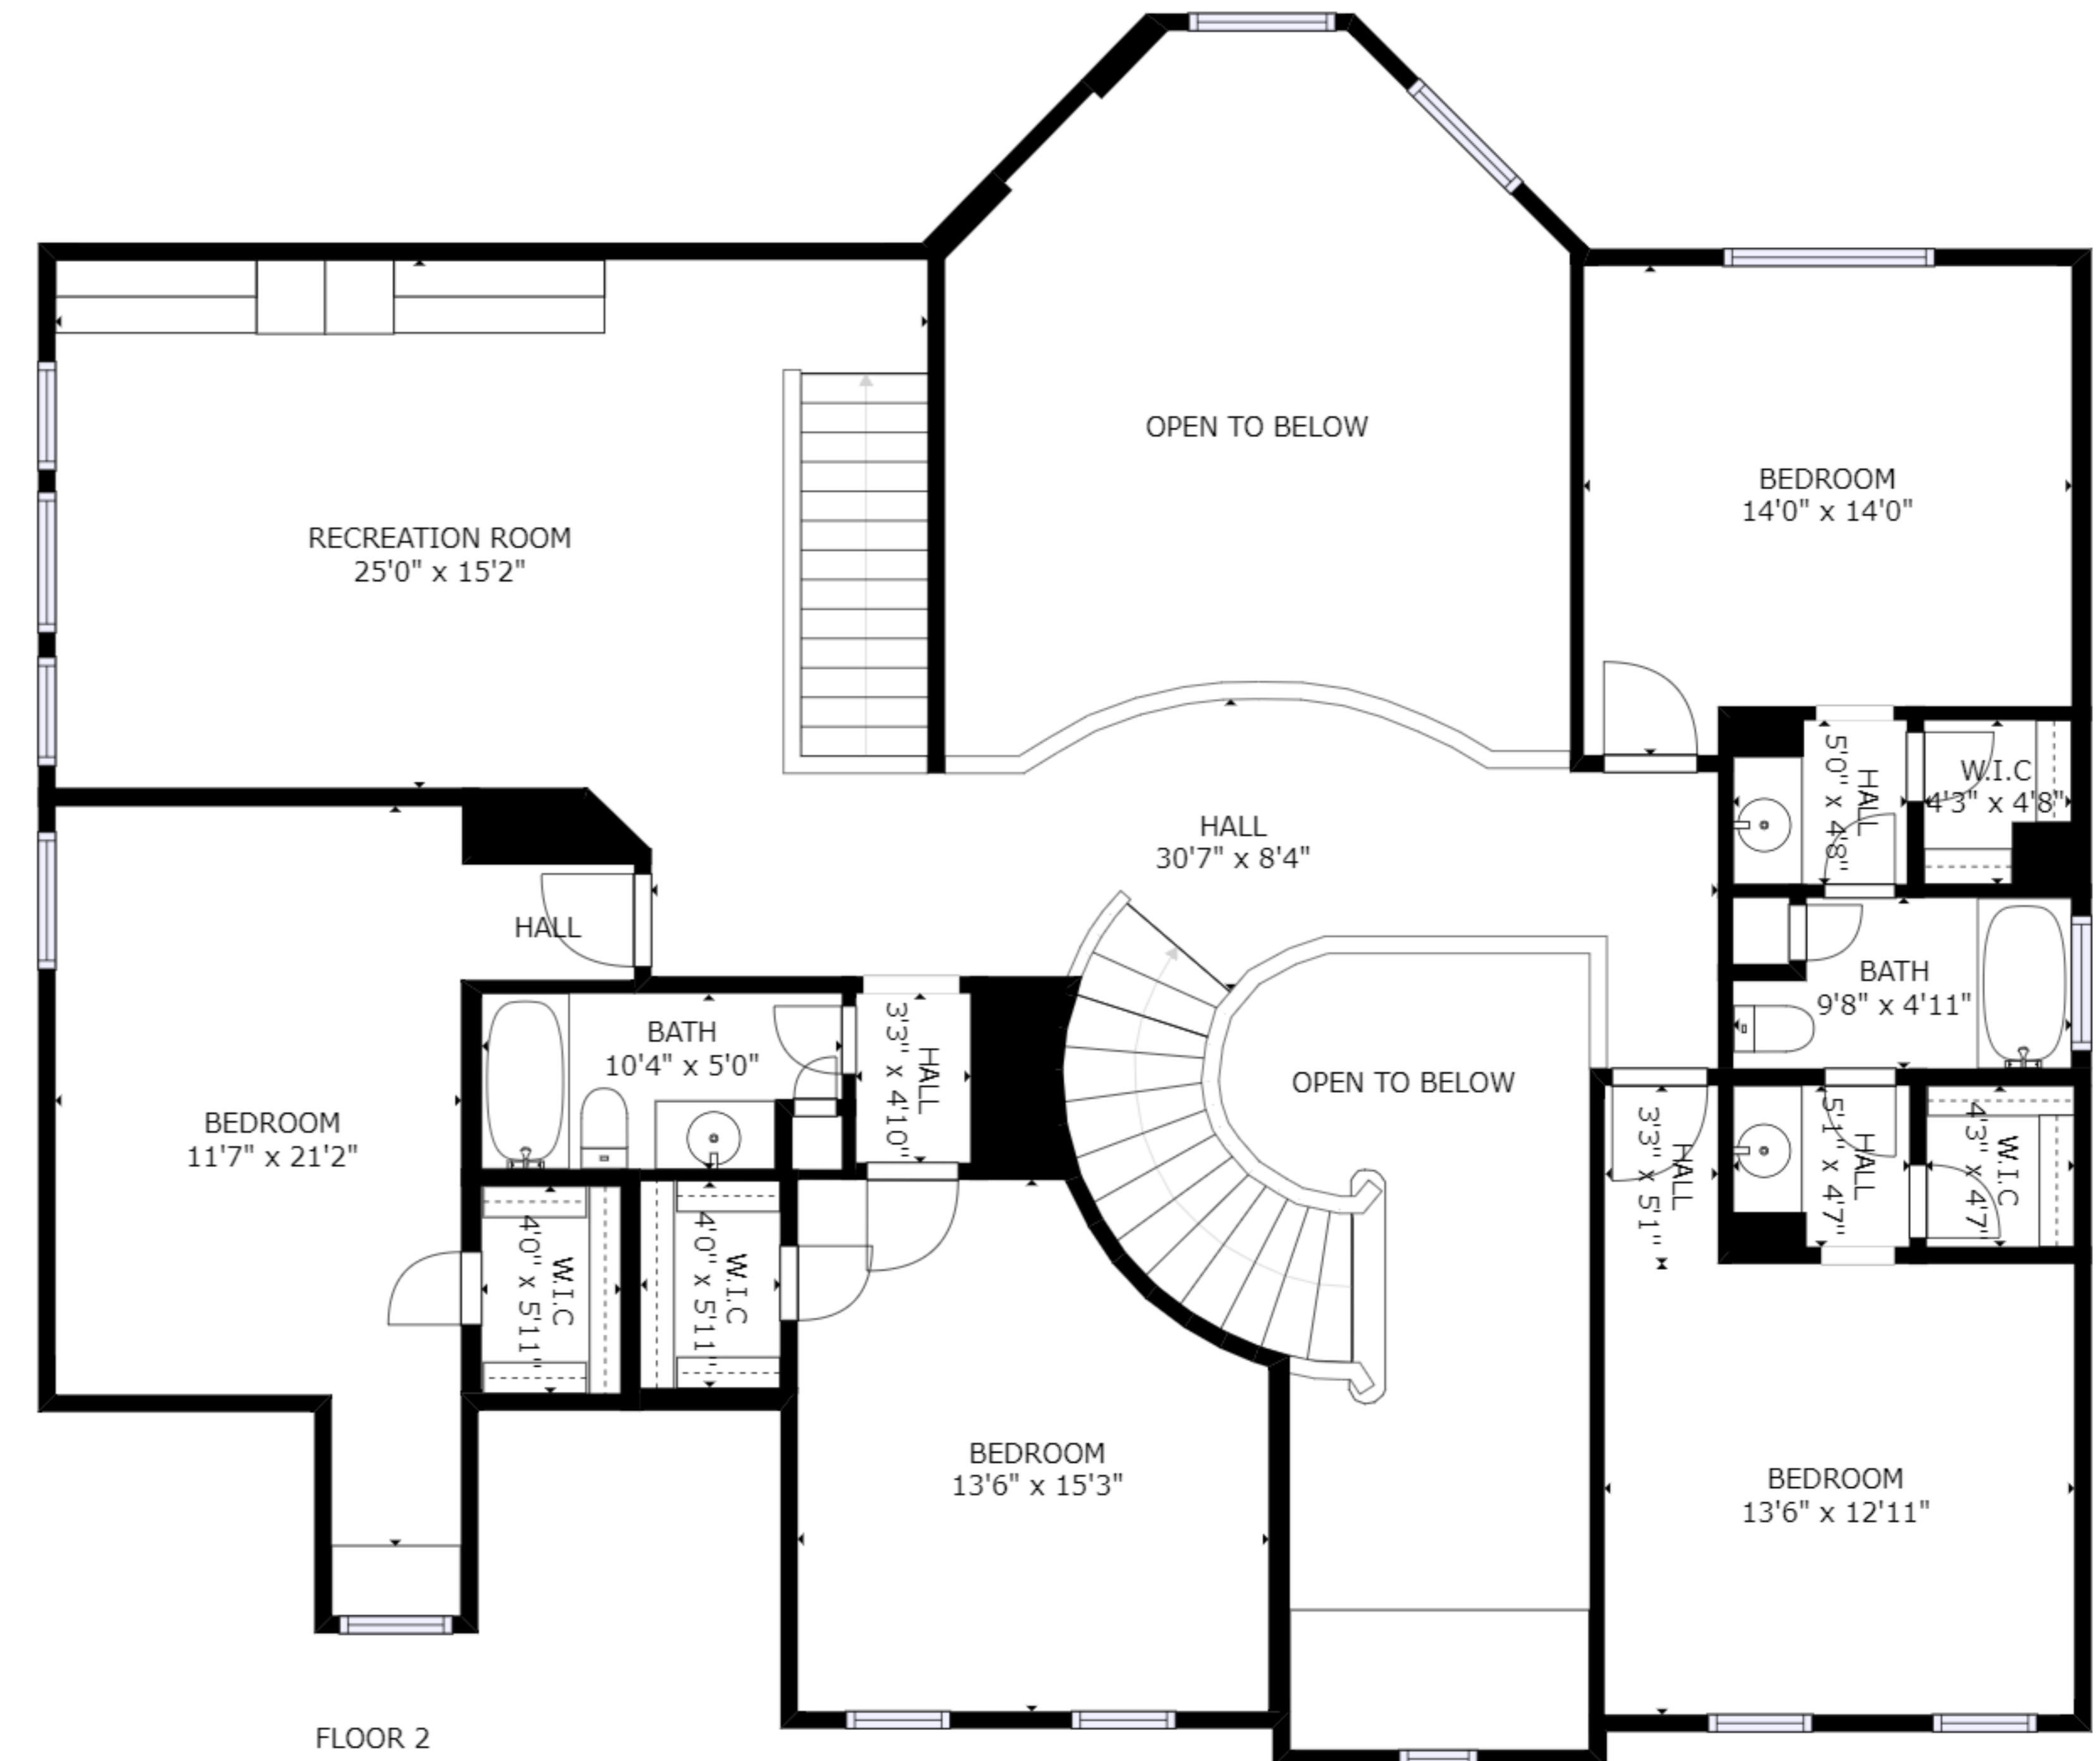 OPEN TO BELOW
BEDROOM
14'0" x 14'0"
RECREATION ROOM
25'0" x 15'2"
HALL
5'0" x 4'8"
W.I.C
4'3" x 4'8"
HALL
30'7" x 8'4"
HALL
BATH
9'8" x 4'11"
BATH
10'4" x 5'0"
HALL
3'3" x 4'10"
OPEN TO BELOW
BEDROOM
11'7" x 21'2"
HALL
3'3" x 5'1"
HALL
5'1" x 4'7"
W.I.C
4'3" x 4'7"
W.I.C
4'0" x 5'11"
W.I.C
4'0" x 5'11"
BEDROOM
13'6" x 15'3"
BEDROOM
13'6" x 12'11"
FLOOR 2